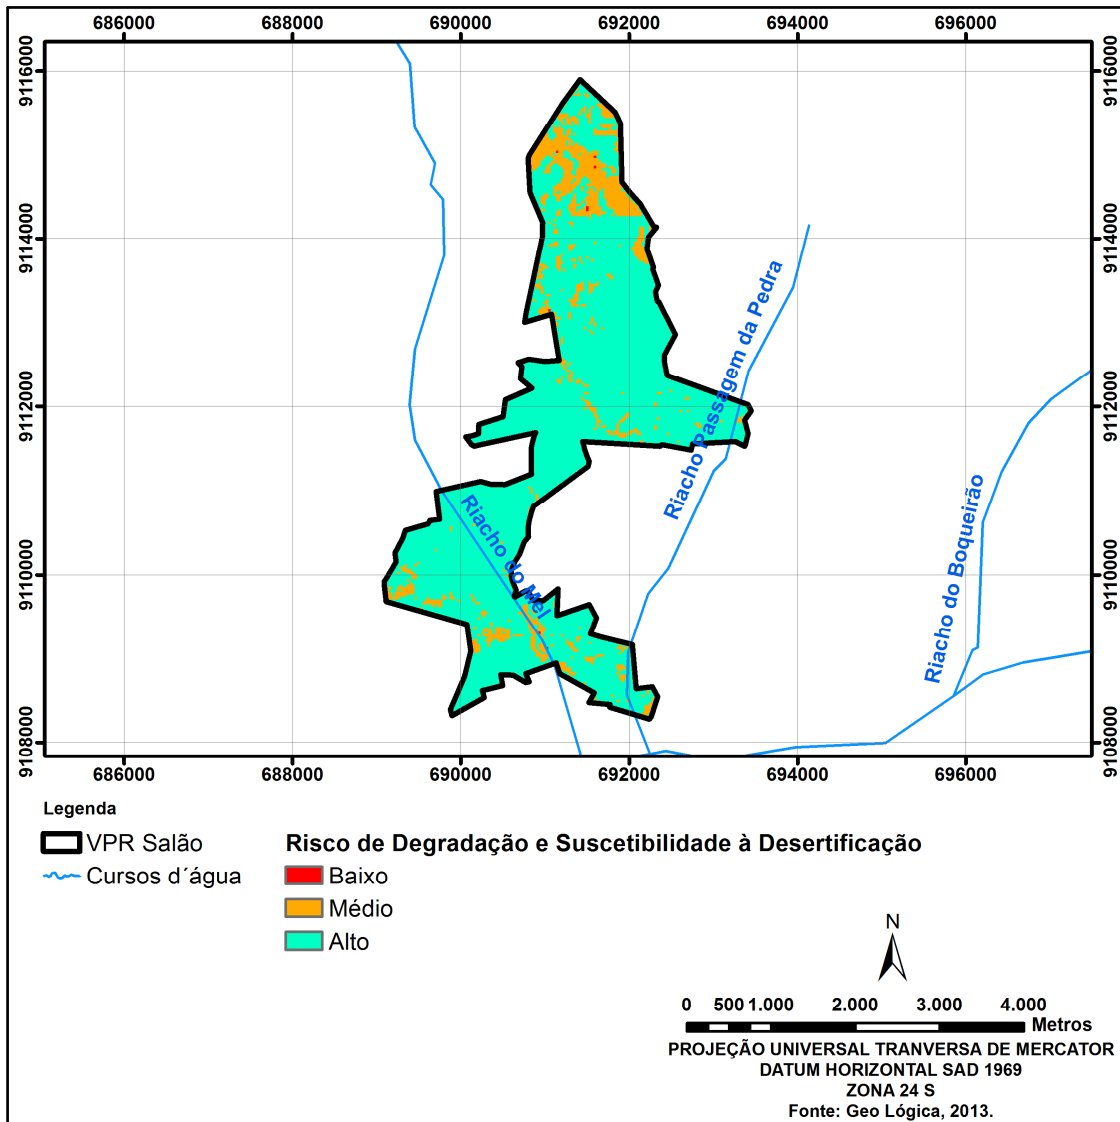 686000 688000 690000 692000 694000 696000
9116000 9116000
9114000 9114000
9112000 9112000
9110000 9110000
9108000 9108000
Riacho Passagem da Pedra
Riacho do Mel
Riacho do Boqueirão
686000 688000 690000 692000 694000 696000
Legenda
VPR Salão
Cursos d´água
Risco de Degradação e Suscetibilidade à Desertificação
Baixo
Médio
Alto
N
0 500 1.000 2.000 3.000 4.000
Metros
PROJEÇÃO UNIVERSAL TRANVERSA DE MERCATOR
DATUM HORIZONTAL SAD 1969
ZONA 24 S
Fonte: Geo Lógica, 2013.